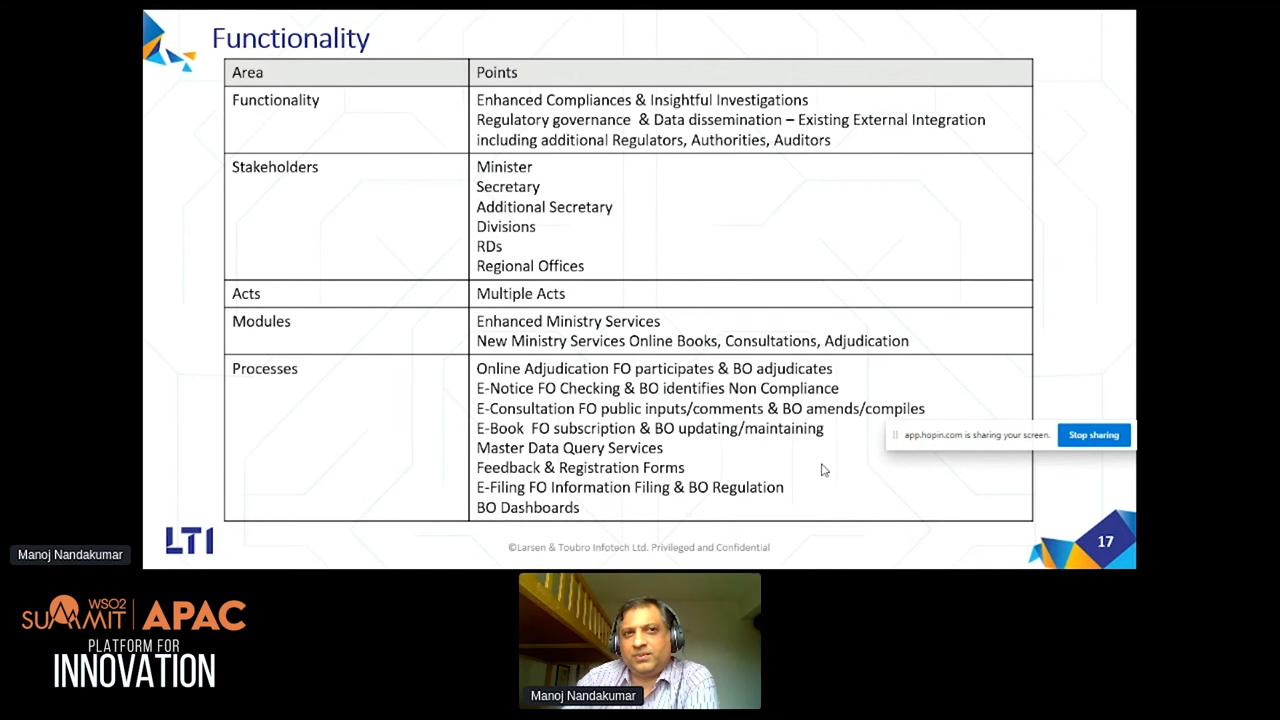 Functionality
Area
Points
Functionality
Enhanced Compliances & Insightful Investigations
Regulatory governance & Data dissemination – Existing External Integration
including additional Regulators, Authorities, Auditors
Stakeholders
Minister
Secretary
Additional Secretary
Divisions
RDs
Regional Offices
Acts
Multiple Acts
Modules
Enhanced Ministry Services
New Ministry Services Online Books, Consultations, Adjudication
Processes
Online Adjudication FO participates & BO adjudicates
E-Notice FO Checking & BO identifies Non Compliance
E-Consultation FO public inputs/comments & BO amends/compiles
E-Book FO subscription & BO updating/maintaining
Master Data Query Services
Feedback & Registration Forms
E-Filing FO Information Filing & BO Regulation
BO Dashboards
app.hopin.com is sharing your screen.
Stop sharing
LTI
©Larsen & Toubro Infotech Ltd. Privileged and Confidential
17
Manoj Nandakumar
WSO2
SUMMIT
APAC
PLATFORM FOR
INNOVATION
Manoj Nandakumar